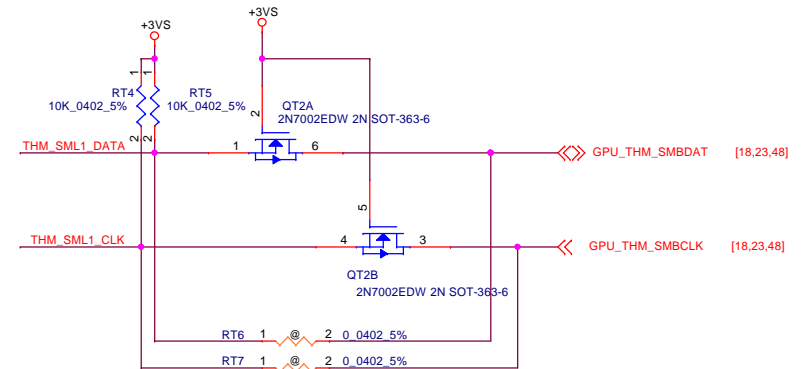 +3VS
+3VS
1
1
RT4
RT5
10K_0402_5%
10K_0402_5%
2
QT2A
2N7002EDW 2N SOT-363-6
2
2
THM_SML1_DATA
1
6
GPU_THM_SMBDAT
[18,23,48]
5
THM_SML1_CLK
4
3
GPU_THM_SMBCLK
[18,23,48]
QT2B
2N7002EDW 2N SOT-363-6
RT6
1
@
2
0_0402_5%
RT7
1
@
2
0_0402_5%